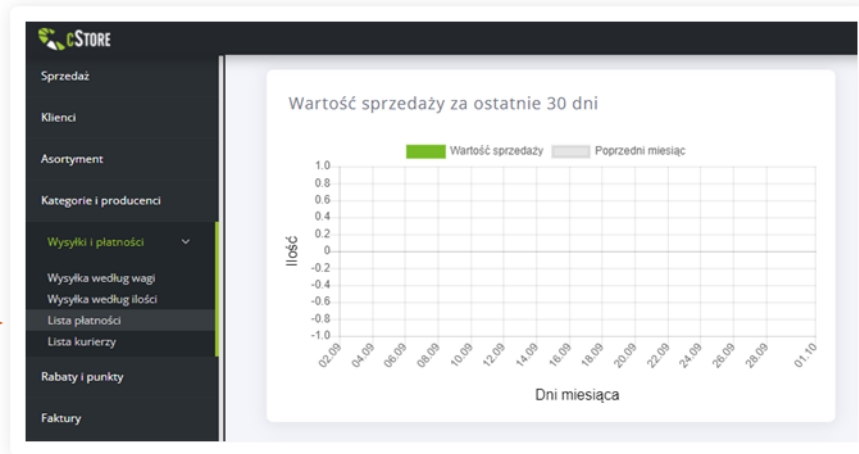 cStore
Sprzedaż
Klienci
Asortyment
Kategorie i producenci
Wysyłki i płatności
Wysyłka według wagi
Wysyłka według ilości
Lista płatności
Lista kurierzy
Rabaty i punkty
Faktury
Wartość sprzedaży za ostatnie 30 dni
Wartość sprzedaży Poprzedni miesiąc
1.0
0.8
0.6
0.4
0.2
0
-0.2
-0.4
-0.6
-0.8
-1.0
Ilość
02.09 04.09 06.09 08.09 10.09 12.09 14.09 16.09 18.09 20.09 22.09 24.09 26.09 28.09 01.10
Dni miesiąca